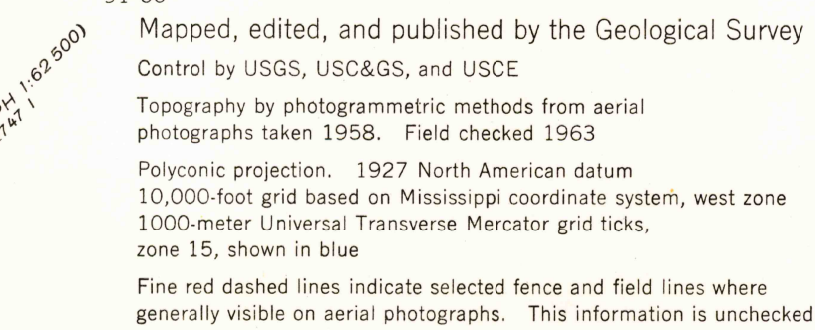 H 1:62 500)
747 I
Mapped, edited, and published by the Geological Survey
Control by USGS, USC&GS, and USCE
Topography by photogrammetric methods from aerial
photographs taken 1958. Field checked 1963
Polyconic projection. 1927 North American datum
10,000-foot grid based on Mississippi coordinate system, west zone
1000-meter Universal Transverse Mercator grid ticks,
zone 15, shown in blue
Fine red dashed lines indicate selected fence and field lines where
generally visible on aerial photographs. This information is unchecked